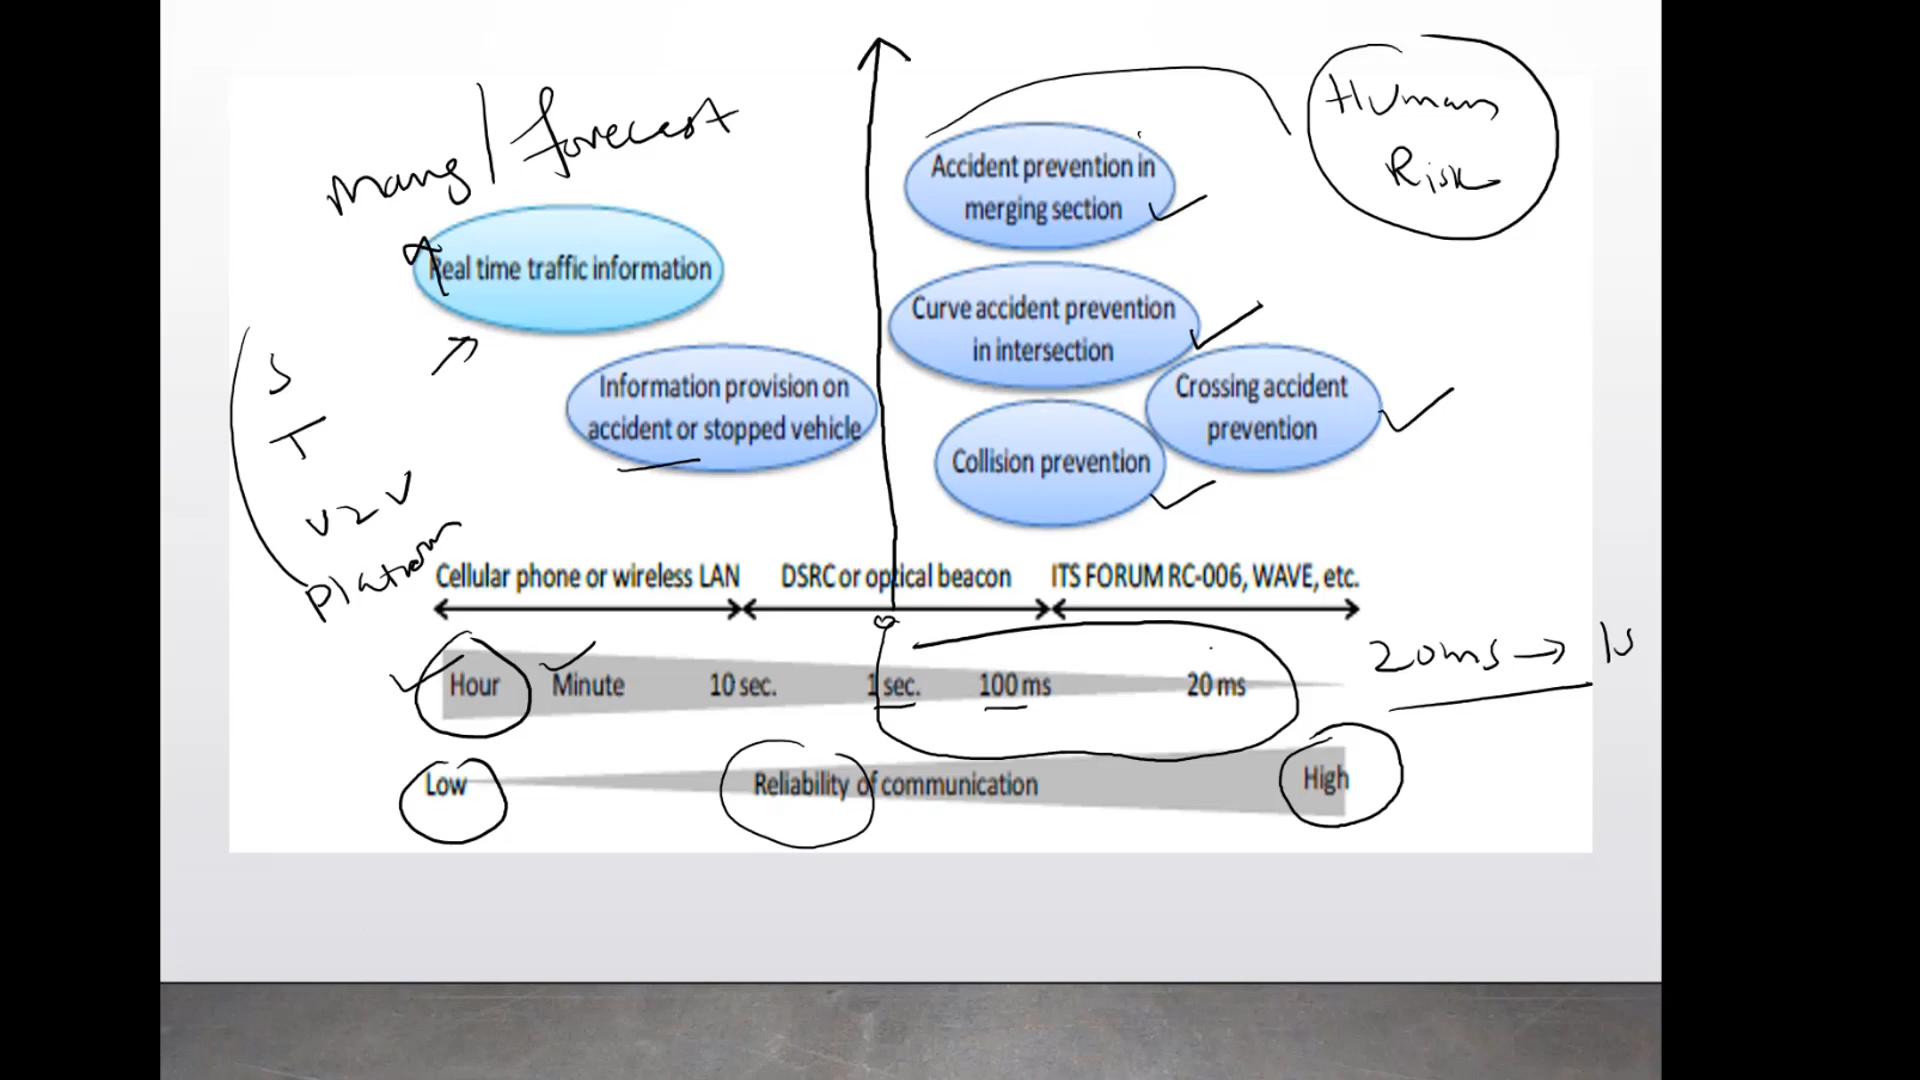 Mang / forecast
Human
Risk
Accident prevention in
merging section
Real time traffic information
Curve accident prevention
in intersection
Information provision on
accident or stopped vehicle
Crossing accident
prevention
Collision prevention
S
T
V2V
Platform
Cellular phone or wireless LAN DSRC or optical beacon ITS FORUM RC-006, WAVE, etc.
Hour Minute 10 sec. 1 sec. 100 ms 20 ms
20ms → 1s
Low Reliability of communication High